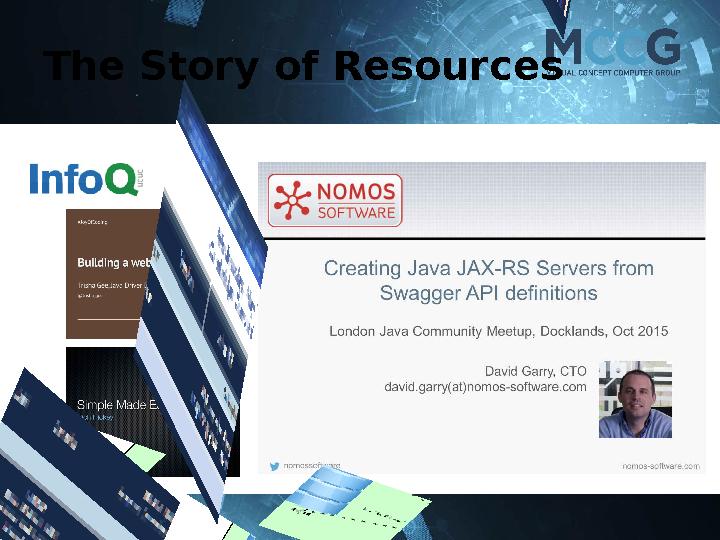 The Story of Resources
MCCG
COMPUTER GROUP
InfoQ
NOMOS
SOFTWARE
Building a web
Creating Java JAX-RS Servers from
Swagger API definitions
London Java Community Meetup, Docklands, Oct 2015
David Garry, CTO
david.garry(at)nomos-software.com
Simple Made
nomossoftware
nomos-software.com